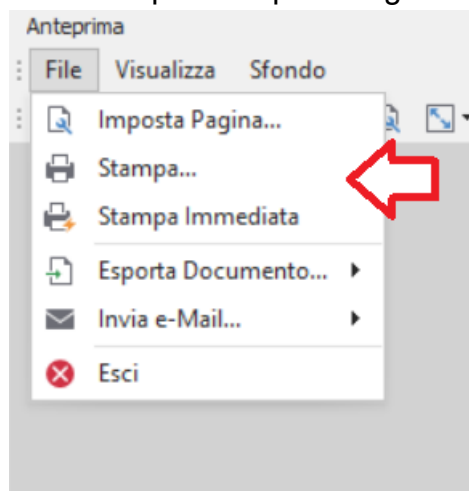 Anteprima
File Visualizza Sfondo
Imposta Pagina...
Stampa...
Stampa Immediata
Esporta Documento...
Invia e-Mail...
Esci